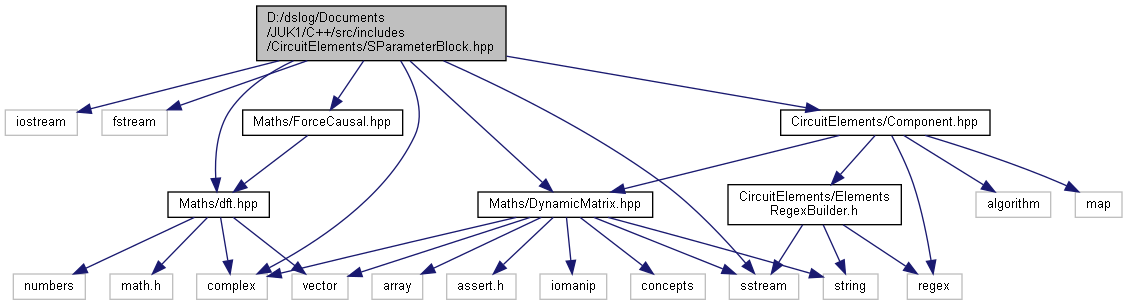 D:/dslog/Documents
/JUK1/C++/src/includes
/CircuitElements/SParameterBlock.hpp
iostream
fstream
Maths/ForceCausal.hpp
CircuitElements/Component.hpp
Maths/dft.hpp
Maths/DynamicMatrix.hpp
CircuitElements/Elements
RegexBuilder.h
algorithm
map
numbers
math.h
complex
vector
array
assert.h
iomanip
concepts
sstream
string
regex